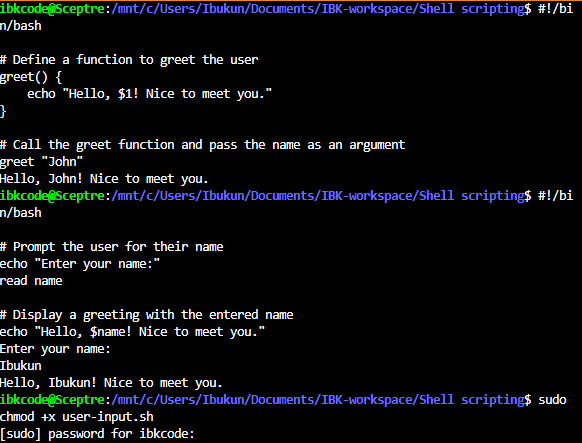 ibkcode@Sceptre:/mnt/c/Users/Ibukun/Documents/IBK-workspace/Shell scripting$ #!/bi
n/bash
# Define a function to greet the user
greet() {
    echo "Hello, $1! Nice to meet you."
}
# Call the greet function and pass the name as an argument
greet "John"
Hello, John! Nice to meet you.
ibkcode@Sceptre:/mnt/c/Users/Ibukun/Documents/IBK-workspace/Shell scripting$ #!/bi
n/bash
# Prompt the user for their name
echo "Enter your name:"
read name
# Display a greeting with the entered name
echo "Hello, $name! Nice to meet you."
Enter your name:
Ibukun
Hello, Ibukun! Nice to meet you.
ibkcode@Sceptre:/mnt/c/Users/Ibukun/Documents/IBK-workspace/Shell scripting$ sudo
chmod +x user-input.sh
[sudo] password for ibkcode: